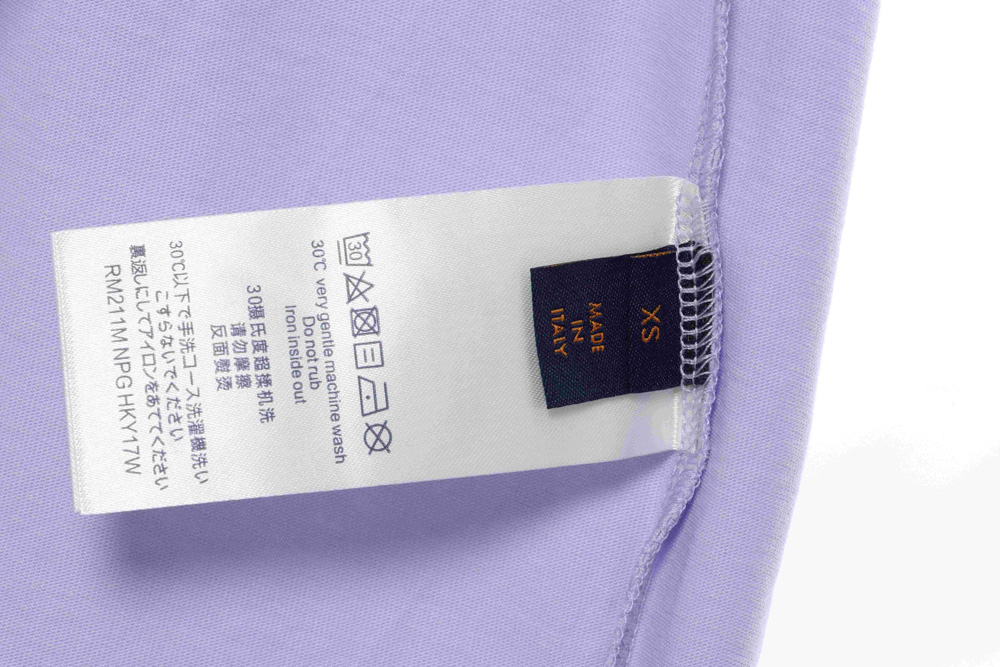 XS
MADE
IN
ITALY
30
30℃ very gentle machine wash
Do not rub
Iron inside out
30摄氏度超揉机洗
请勿摩擦
反面熨烫
30℃以下で手洗コース洗濯機洗い
こすらないでください
裏返しにしてアイロンをあててください
RM211M NPG HKY17W